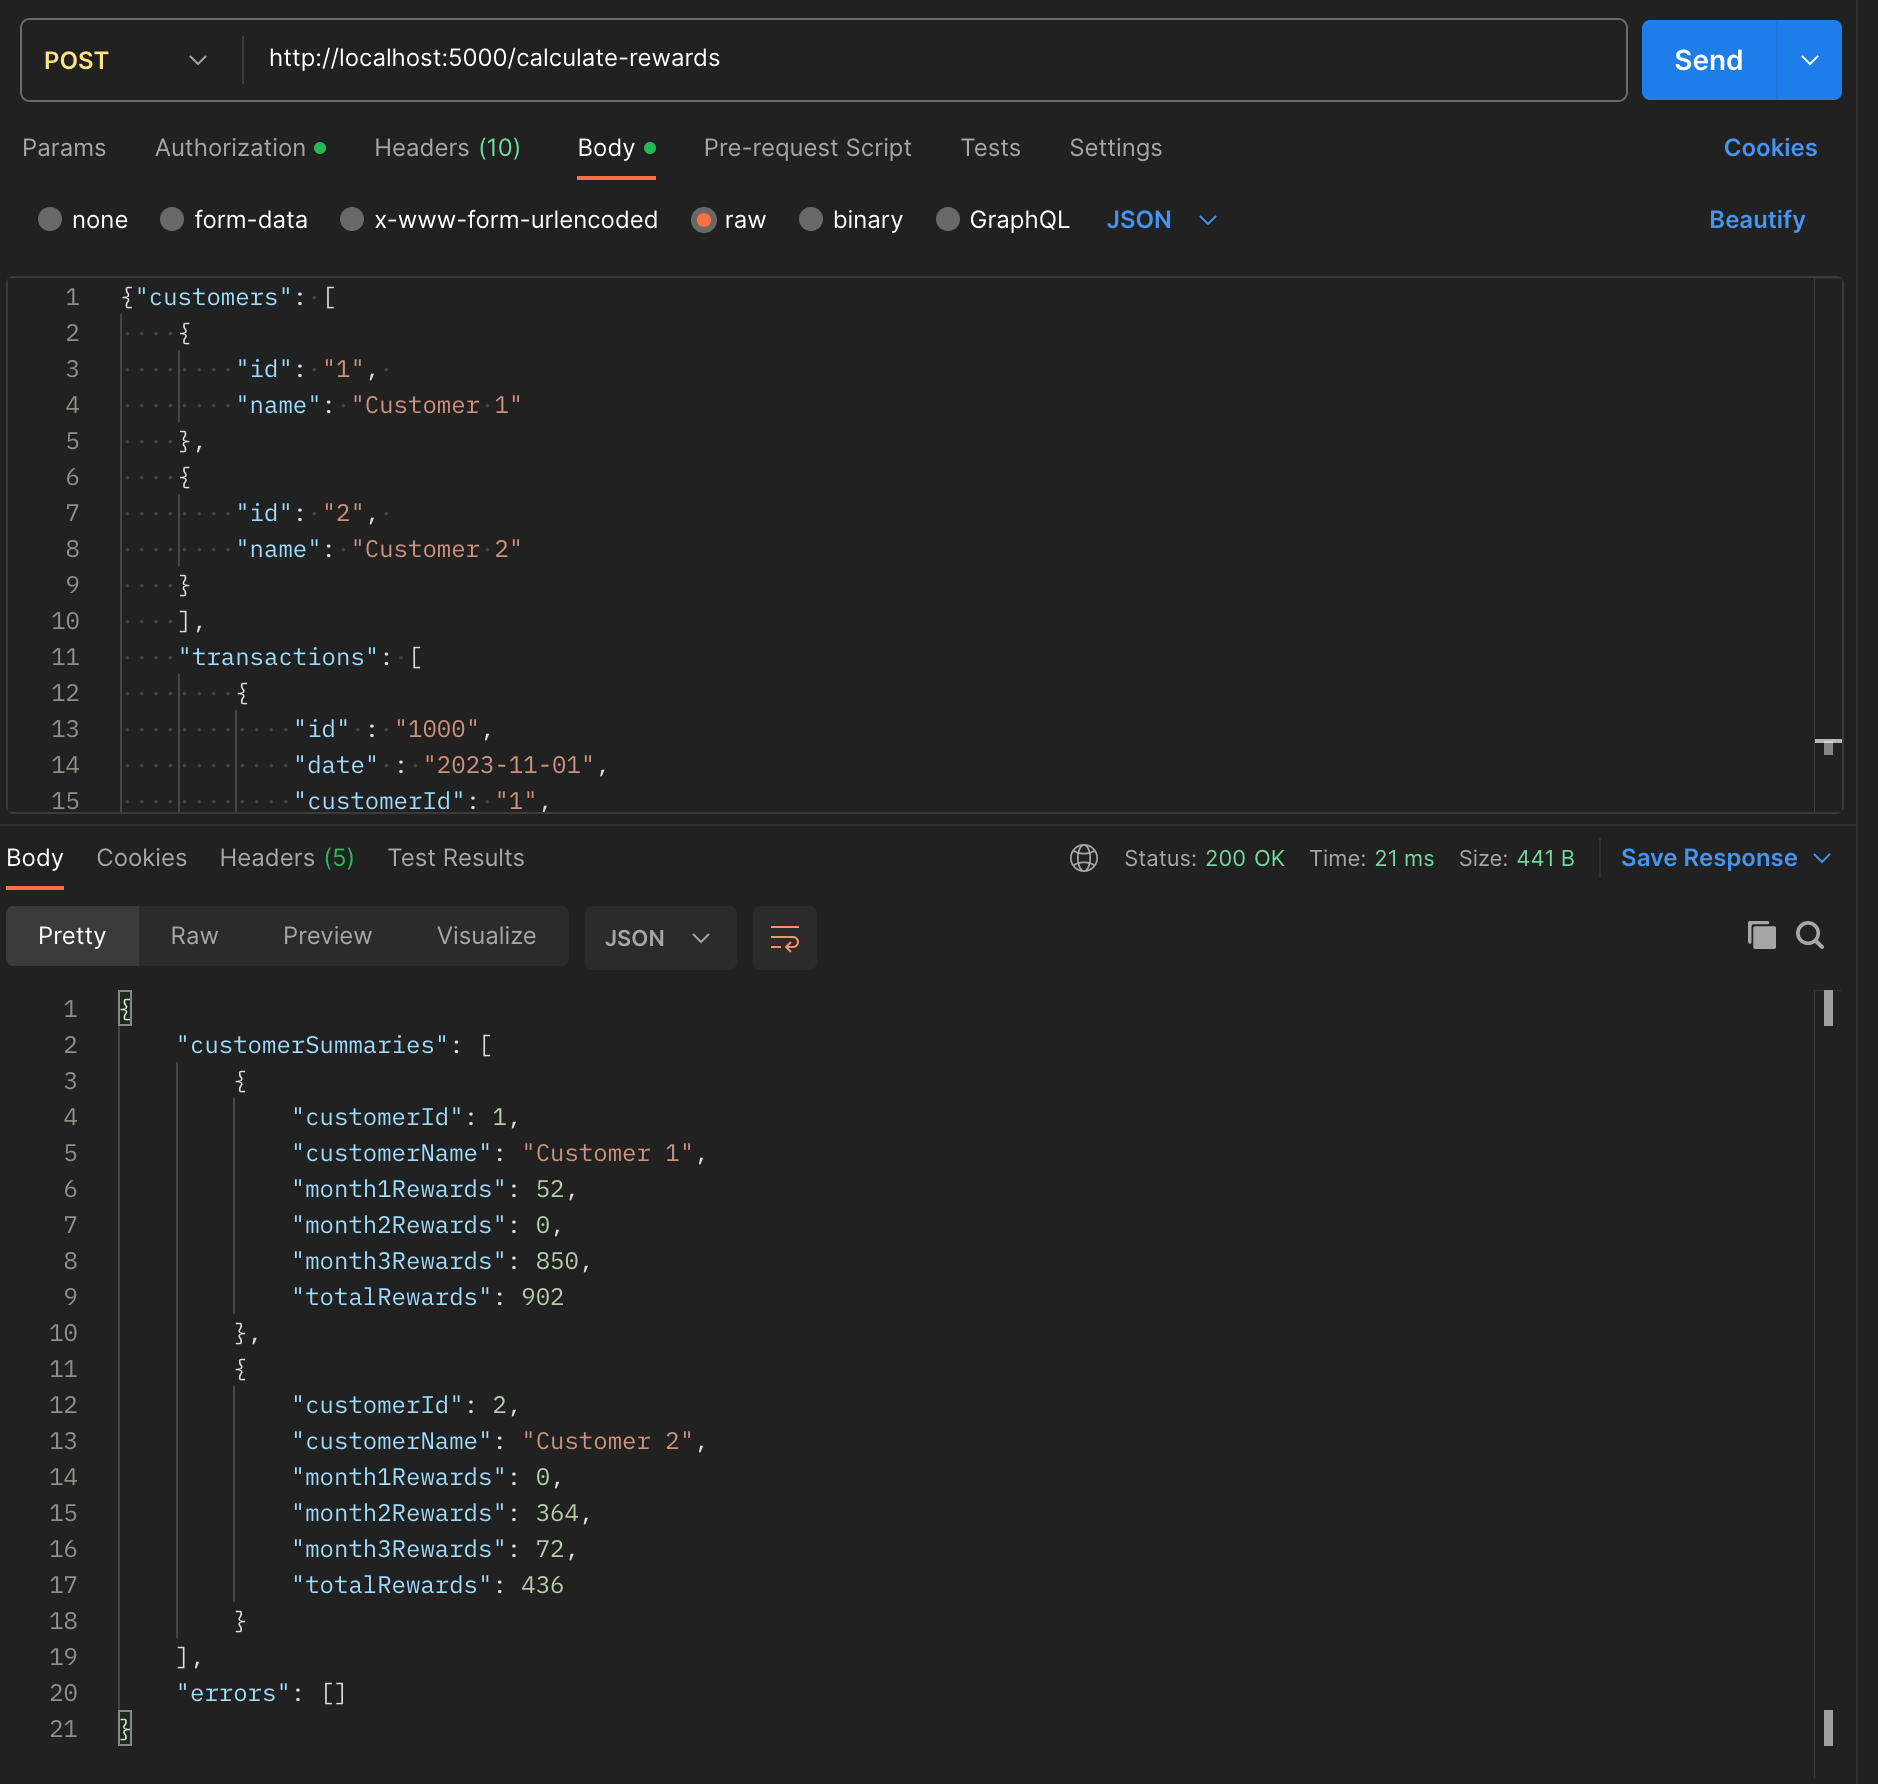 POST http://localhost:5000/calculate-rewards Send
Params Authorization Headers (10) Body Pre-request Script Tests Settings Cookies
none form-data x-www-form-urlencoded raw binary GraphQL JSON Beautify
1 {"customers": [
2 {
3 "id": "1",
4 "name": "Customer 1"
5 },
6 {
7 "id": "2",
8 "name": "Customer 2"
9 }
10 ],
11 "transactions": [
12 {
13 "id" : "1000",
14 "date" : "2023-11-01",
15 "customerId": "1",
Body Cookies Headers (5) Test Results Status: 200 OK Time: 21 ms Size: 441 B Save Response
Pretty Raw Preview Visualize JSON
1 {
2 "customerSummaries": [
3 {
4 "customerId": 1,
5 "customerName": "Customer 1",
6 "month1Rewards": 52,
7 "month2Rewards": 0,
8 "month3Rewards": 850,
9 "totalRewards": 902
10 },
11 {
12 "customerId": 2,
13 "customerName": "Customer 2",
14 "month1Rewards": 0,
15 "month2Rewards": 364,
16 "month3Rewards": 72,
17 "totalRewards": 436
18 }
19 ],
20 "errors": []
21 }